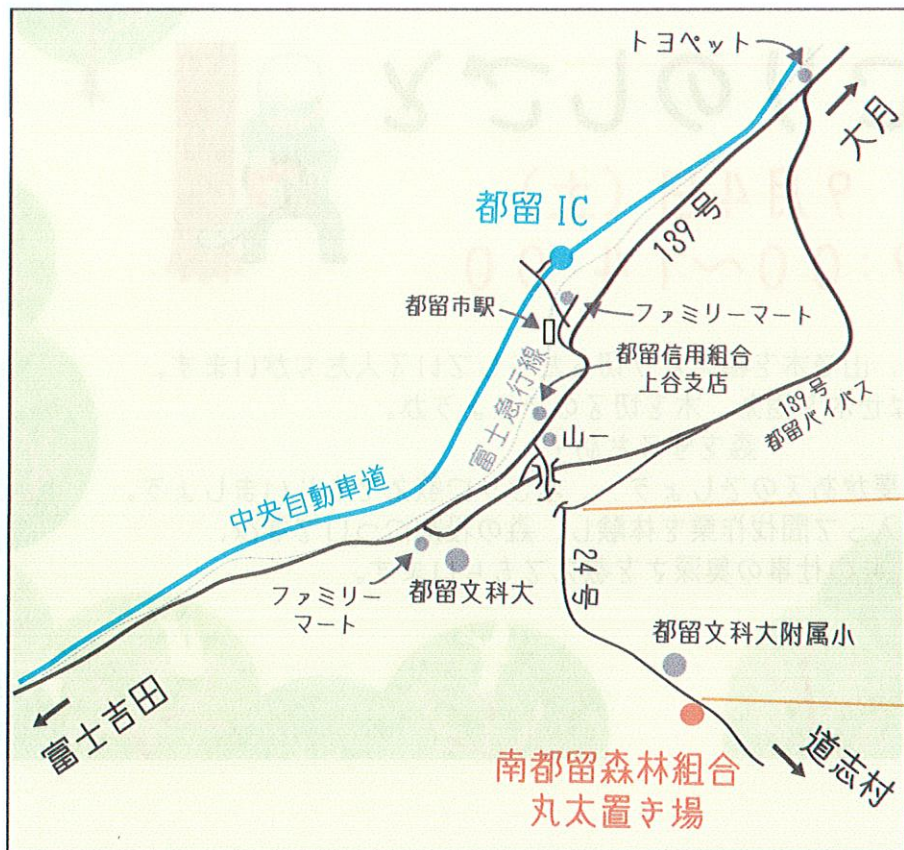 トヨペット
大月
都留 IC
139号
都留市駅
ファミリーマート
都留信用組合
上谷支店
富士急行線
山一
139号
都留バイパス
中央自動車道
24号
ファミリー
マート
都留文科大
都留文科大附属小
富士吉田
南都留森林組合
丸太置き場
道志村